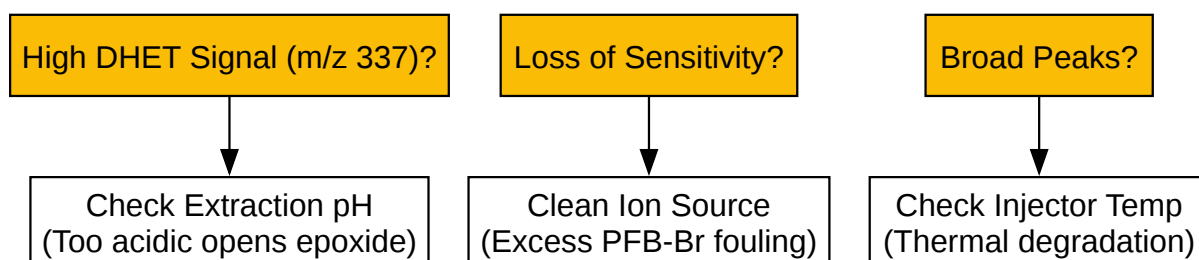 High DHET Signal (m/z 337)?
Loss of Sensitivity?
Broad Peaks?
Check Extraction pH
(Too acidic opens epoxide)
Clean Ion Source
(Excess PFB-Br fouling)
Check Injector Temp
(Thermal degradation)